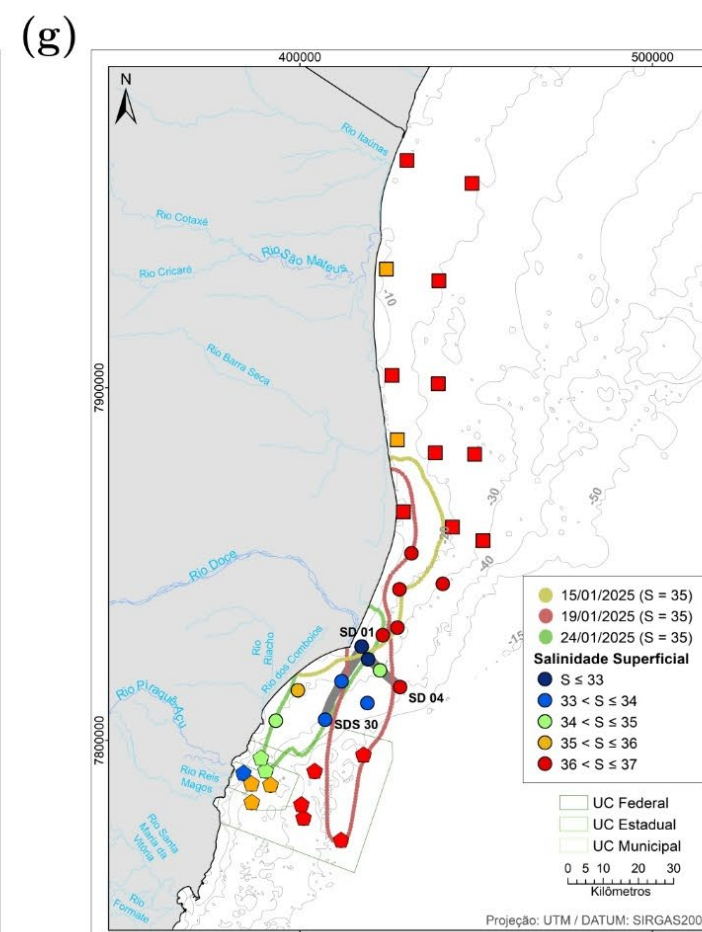 (g)
400000
500000
N
Rio Itaúnas
Rio Cotaxé
Rio São Mateus
Rio Cricaré
-10
Rio Barra Seca
7900000
-30
-50
-20
-40
Rio Doce
-15
Rio
Riacho
Rio dos Comboios
SD 01
SD 04
SDS 30
Rio Piraquê-Açu
7800000
Rio Reis
Magos
Rio Santa
Maria da
Vitória
Rio
Formate
15/01/2025 (S = 35)
19/01/2025 (S = 35)
24/01/2025 (S = 35)
Salinidade Superficial
S ≤ 33
33 < S ≤ 34
34 < S ≤ 35
35 < S ≤ 36
36 < S ≤ 37
UC Federal
UC Estadual
UC Municipal
0 5 10 20 30
Kilômetros
Projeção: UTM / DATUM: SIRGAS200